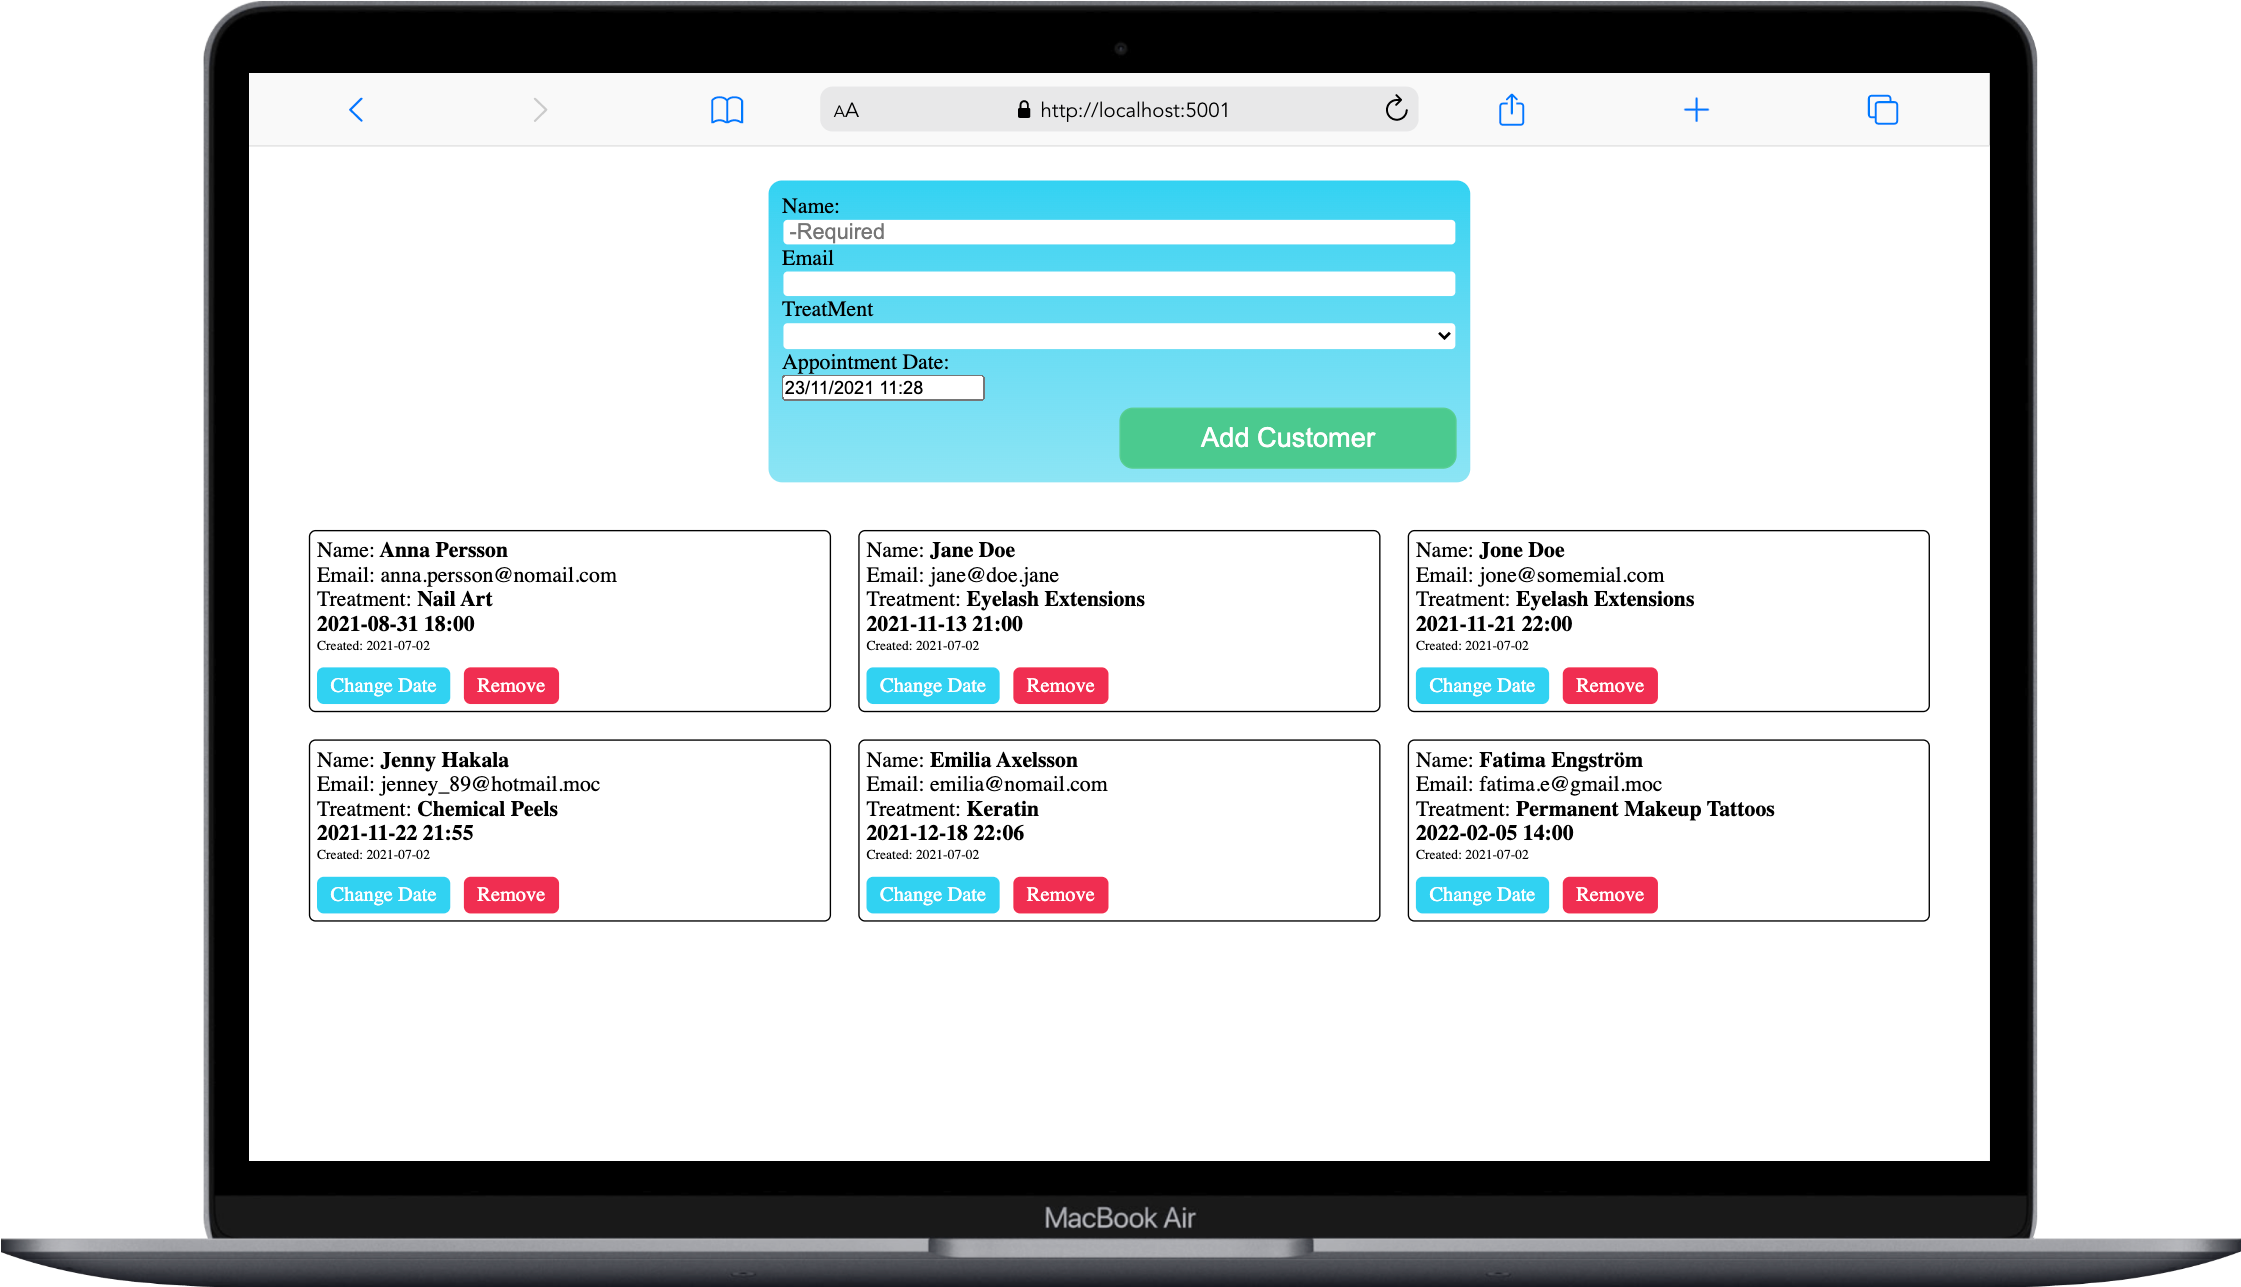 AA http://localhost:5001
Name:
-Required
Email
TreatMent
Appointment Date:
23/11/2021 11:28
Add Customer
Name: Anna Persson
Email: anna.persson@nomail.com
Treatment: Nail Art
2021-08-31 18:00
Created: 2021-07-02
Change Date Remove
Name: Jane Doe
Email: jane@doe.jane
Treatment: Eyelash Extensions
2021-11-13 21:00
Created: 2021-07-02
Change Date Remove
Name: Jone Doe
Email: jone@somemial.com
Treatment: Eyelash Extensions
2021-11-21 22:00
Created: 2021-07-02
Change Date Remove
Name: Jenny Hakala
Email: jenney_89@hotmail.moc
Treatment: Chemical Peels
2021-11-22 21:55
Created: 2021-07-02
Change Date Remove
Name: Emilia Axelsson
Email: emilia@nomail.com
Treatment: Keratin
2021-12-18 22:06
Created: 2021-07-02
Change Date Remove
Name: Fatima Engström
Email: fatima.e@gmail.moc
Treatment: Permanent Makeup Tattoos
2022-02-05 14:00
Created: 2021-07-02
Change Date Remove
MacBook Air